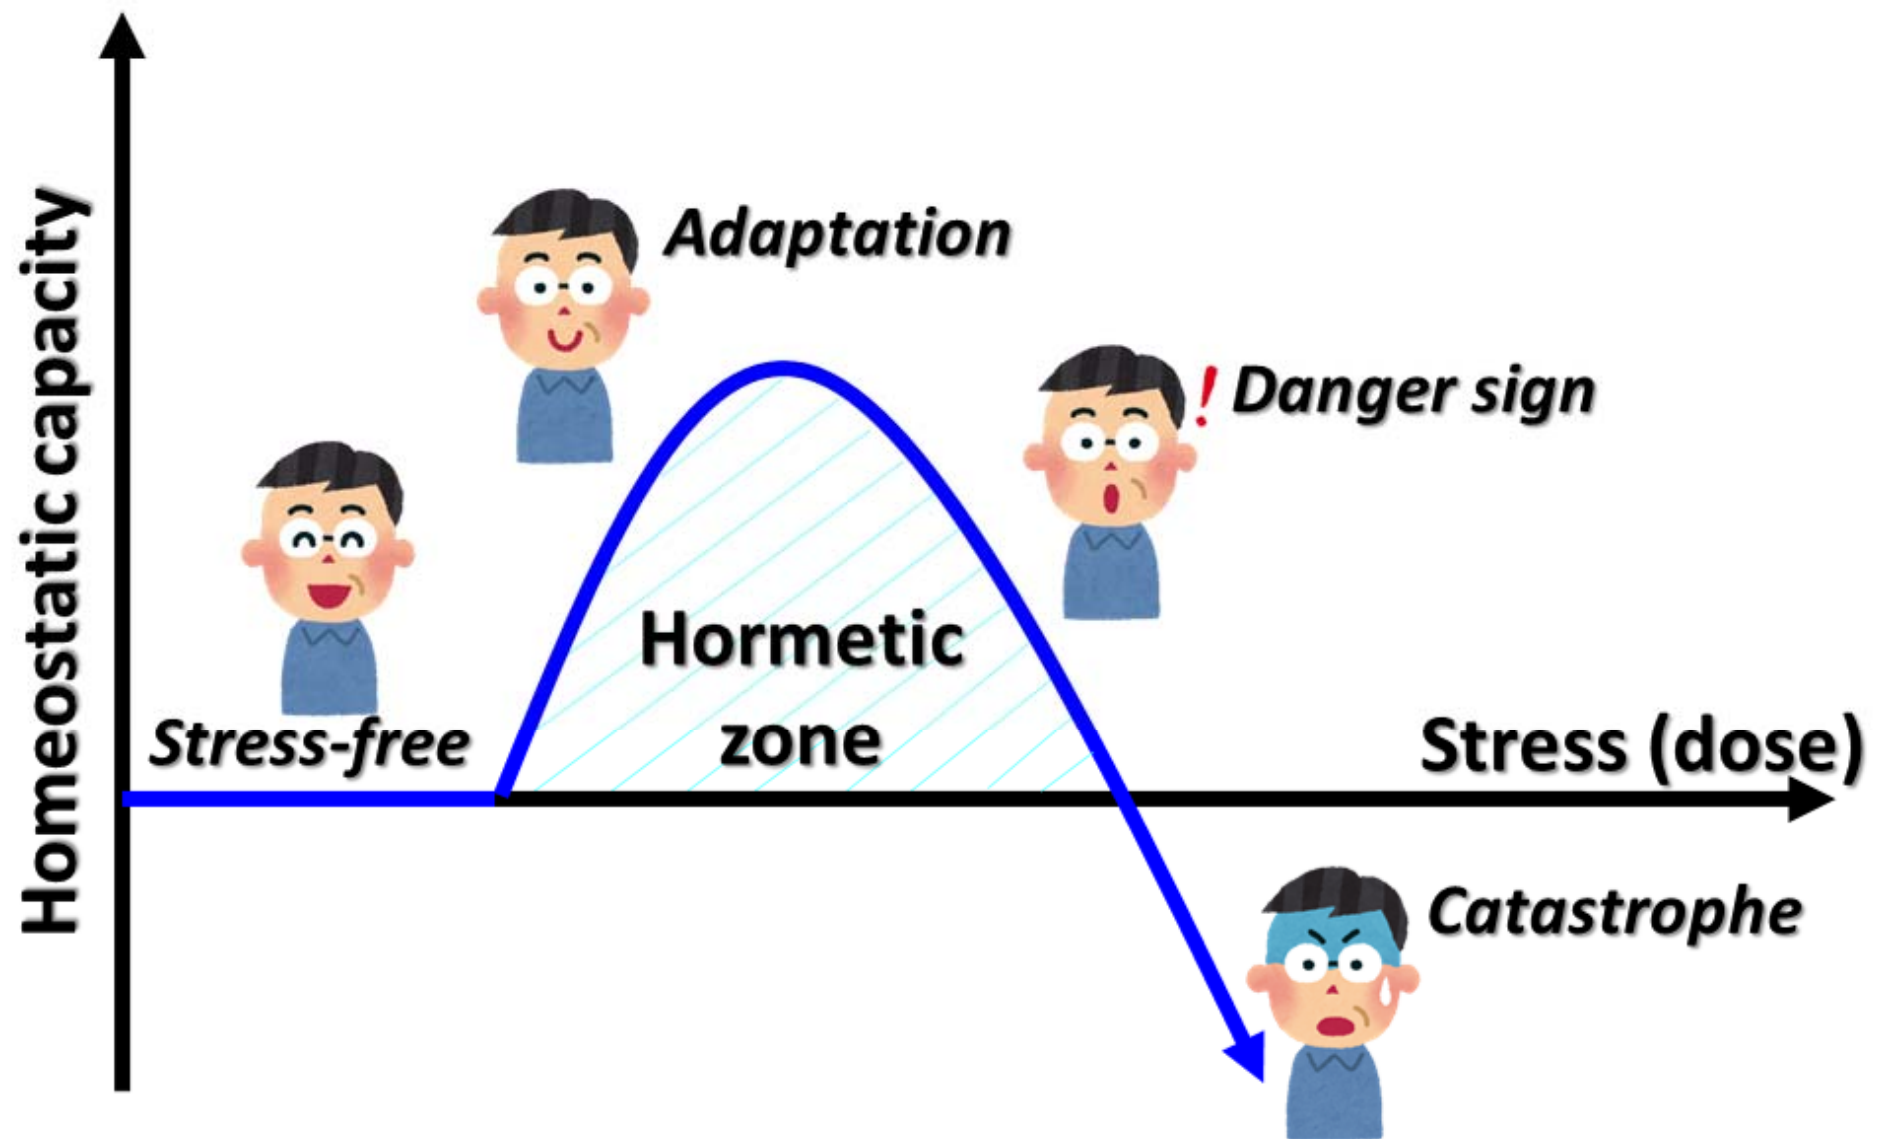 Homeostatic capacity
Adaptation
! Danger sign
Stress-free
Hormetic
zone
Stress (dose)
Catastrophe